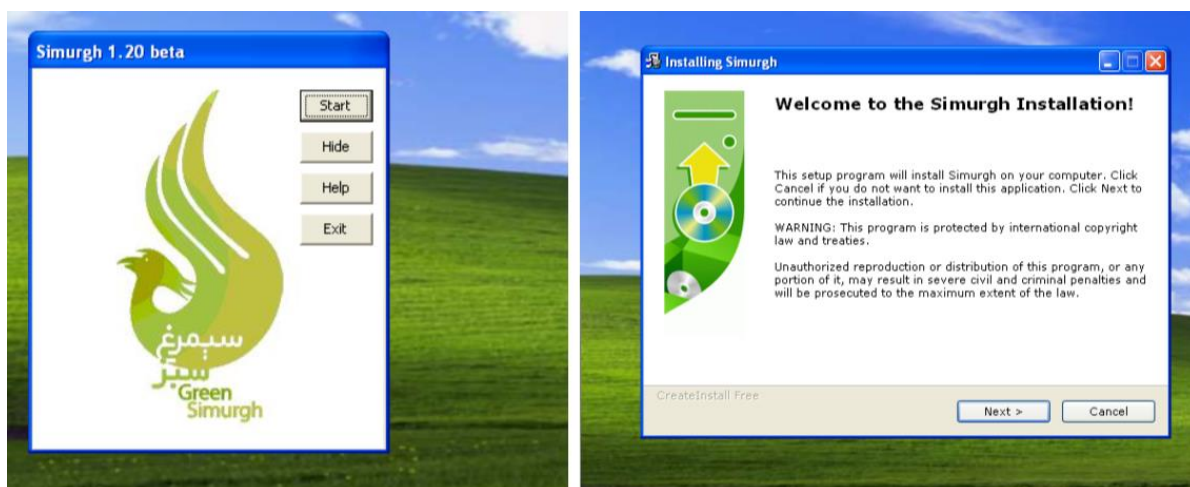 Simurgh 1.20 beta
Start
Hide
Help
Exit
سیمرغ
سبز
Green
Simurgh
Installing Simurgh
Welcome to the Simurgh Installation!
This setup program will install Simurgh on your computer. Click
Cancel if you do not want to install this application. Click Next to
continue the installation.
WARNING: This program is protected by international copyright
law and treaties.
Unauthorized reproduction or distribution of this program, or any
portion of it, may result in severe civil and criminal penalties and
will be prosecuted to the maximum extent of the law.
CreateInstall Free
Next >
Cancel